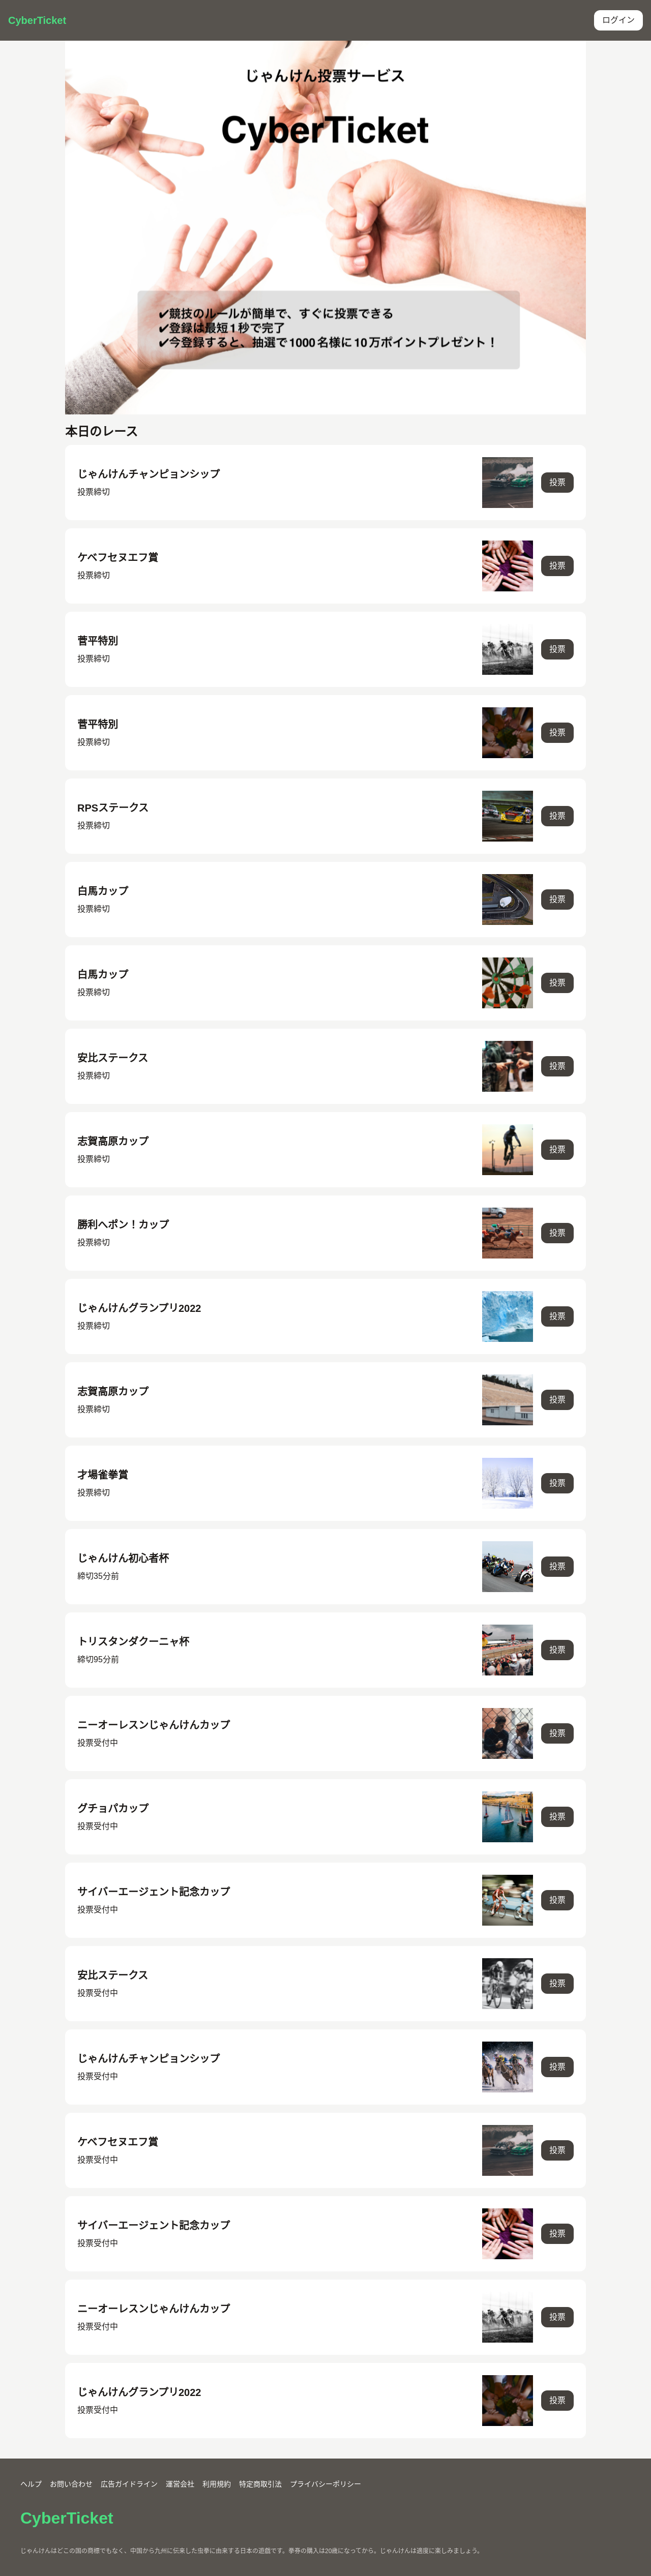 CyberTicket
ログイン
じゃんけん投票サービス
CyberTicket
✔競技のルールが簡単で、すぐに投票できる
✔登録は最短1秒で完了
✔今登録すると、抽選で1000名様に10万ポイントプレゼント！
本日のレース
じゃんけんチャンピョンシップ
投票締切
投票
ケベフセヌエフ賞
投票締切
投票
菅平特別
投票締切
投票
菅平特別
投票締切
投票
RPSステークス
投票締切
投票
白馬カップ
投票締切
投票
白馬カップ
投票締切
投票
安比ステークス
投票締切
投票
志賀高原カップ
投票締切
投票
勝利へポン！カップ
投票締切
投票
じゃんけんグランプリ2022
投票締切
投票
志賀高原カップ
投票締切
投票
才場雀拳賞
投票締切
投票
じゃんけん初心者杯
締切35分前
投票
トリスタンダクーニャ杯
締切95分前
投票
ニーオーレスンじゃんけんカップ
投票受付中
投票
グチョパカップ
投票受付中
投票
サイバーエージェント記念カップ
投票受付中
投票
安比ステークス
投票受付中
投票
じゃんけんチャンピョンシップ
投票受付中
投票
ケベフセヌエフ賞
投票受付中
投票
サイバーエージェント記念カップ
投票受付中
投票
ニーオーレスンじゃんけんカップ
投票受付中
投票
じゃんけんグランプリ2022
投票受付中
投票
ヘルプ お問い合わせ 広告ガイドライン 運営会社 利用規約 特定商取引法 プライバシーポリシー
CyberTicket
じゃんけんはどこの国の商標でもなく、中国から九州に伝来した虫拳に由来する日本の遊戯です。拳券の購入は20歳になってから。じゃんけんは適度に楽しみましょう。